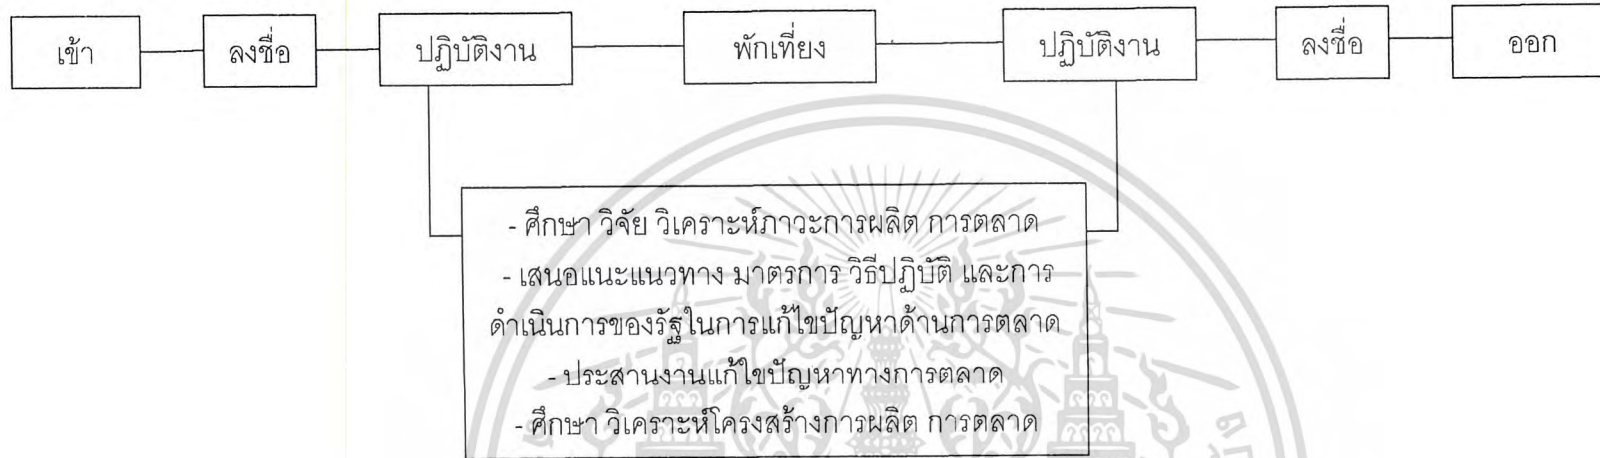 เข้า
ลงชื่อ
ปฏิบัติงาน
พักเที่ยง
ปฏิบัติงาน
ลงชื่อ
ออก
- ศึกษา วิจัย วิเคราะห์ภาวะการผลิต การตลาด
- เสนอแนะแนวทาง มาตรการ วิธีปฏิบัติ และการ
ดำเนินการของรัฐในการแก้ไขปัญหาด้านการตลาด
- ประสานงานแก้ไขปัญหาทางการตลาด
- ศึกษา วิเคราะห์โครงสร้างการผลิต การตลาด